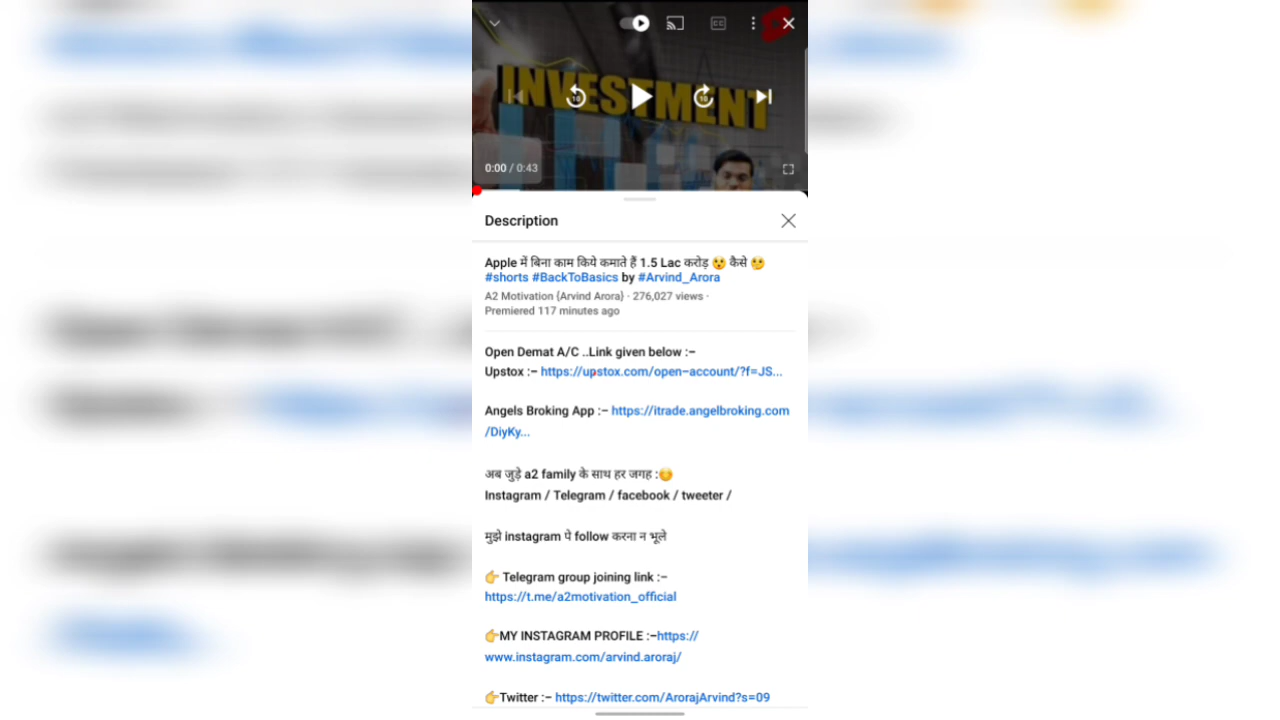 CC
INVESTMENT
10
10
0:00 / 0:43
Description
Apple में बिना काम किये कमाते हैं 1.5 Lac करोड़ 😲 कैसे 🤔
#shorts #BackToBasics by #Arvind_Arora
A2 Motivation {Arvind Arora} · 276,027 views ·
Premiered 117 minutes ago
Open Demat A/C ..Link given below :–
Upstox :– https://upstox.com/open–account/?f=JS...
Angels Broking App :– https://itrade.angelbroking.com
/DiyKy...
अब जुड़े a2 family के साथ हर जगह :😊
Instagram / Telegram / facebook / tweeter /
मुझे instagram पे follow करना न भूले
👉 Telegram group joining link :–
https://t.me/a2motivation_official
👉MY INSTAGRAM PROFILE :–https://
www.instagram.com/arvind.aroraj/
👉Twitter :– https://twitter.com/ArorajArvind?s=09